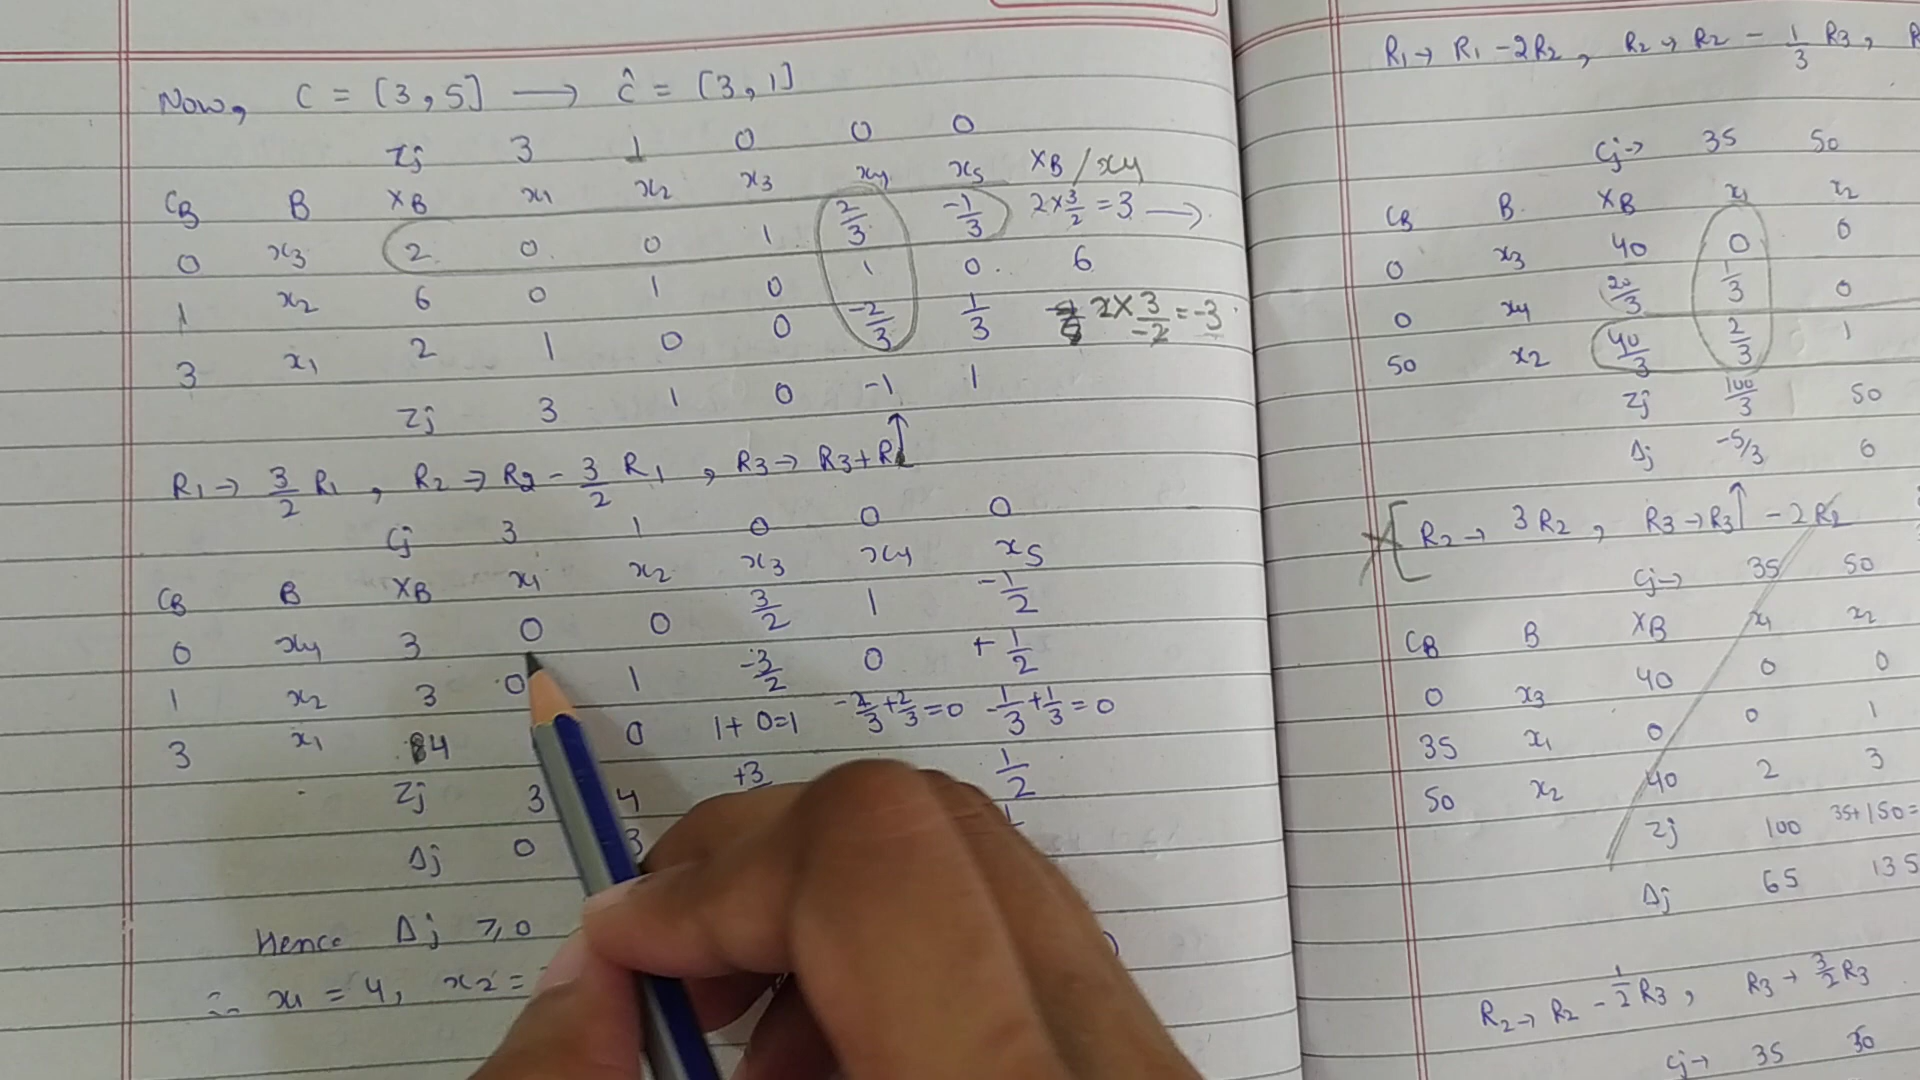 Now, C = [3, 5] → ĉ = [3, 1]
Zj 3 1 0 0 0
CB B XB x1 x2 x3 x4 x5 XB/x4
0 x3 2 0 0 1 2/3 -1/3 2×3/2=3 →
1 x2 6 0 1 0 1 0 6
3 x1 2 1 0 0 -2/3 1/3 2×3/-2=-3
Zj 3 1 0 -1 1
R1→ 3/2 R1, R2→ R2 - 3/2 R1, R3→ R3+R1
Cj 3 1 0 0 0
CB B XB x1 x2 x3 x4 x5
0 x4 3 0 0 3/2 1 -1/2
1 x2 3 0 1 -3/2 0 +1/2
3 x1 4 0 1+0=1 -2/3+2/3=0 -1/3+1/3=0
Zj 3 4 +3 1/2
Δj 0 3
Hence Δj ≥0
∴ x1 = 4, x2 =
R1→ R1 -2R2, R2→ R2 - 1/3 R3,
Cj→ 35 50
CB B XB x1 x2
0 x3 40 0 0
0 x4 20/3 1/3 0
50 x2 40/3 2/3 1
Zj 100/3 50
Δj -5/3 0
R2→ 3R2, R3→R3 -2R2
Cj→ 35 50
CB B XB x1 x2
0 x3 40 0 0
35 x1 0 0 1
50 x2 40 2 3
Zj 100 35+150=
Δj 65 135
R2→ R2 - 1/2 R3, R3→ 3/2 R3
Cj→ 35 50